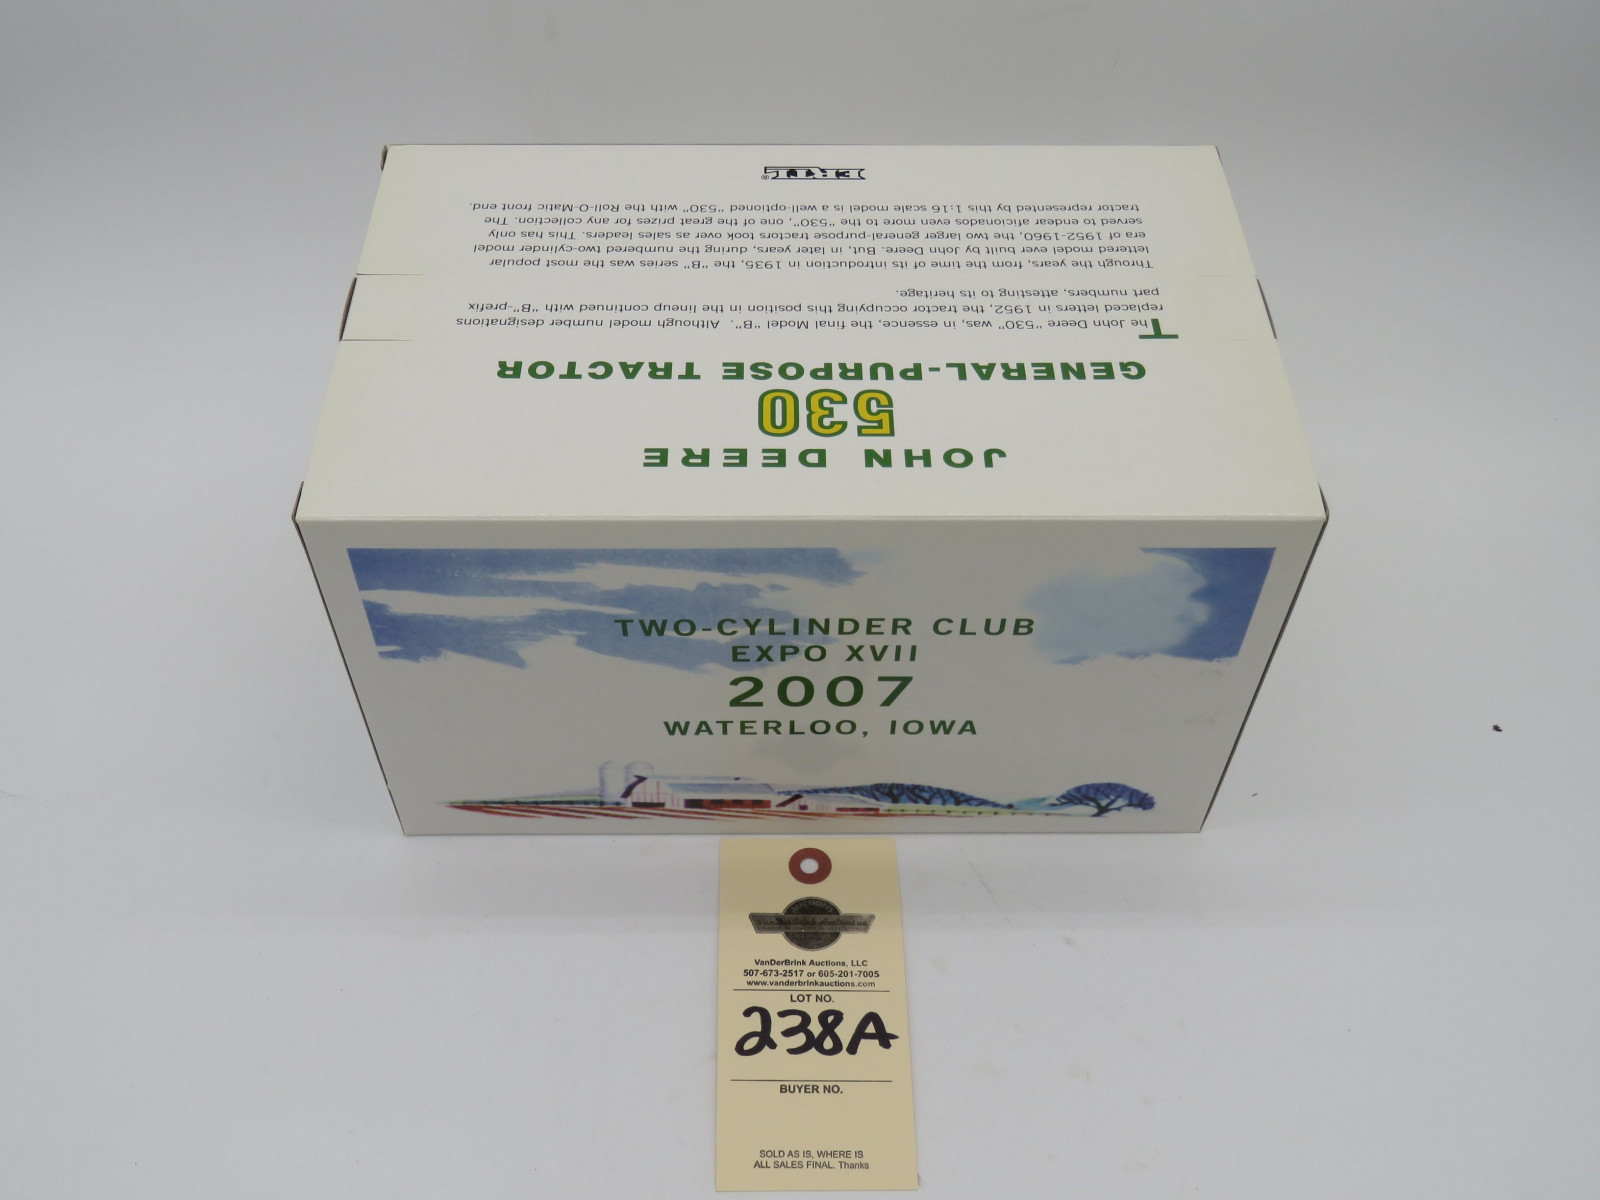 JOHN DEERE
530
GENERAL-PURPOSE TRACTOR
The John Deere "530" was, in essence, the final Model "B". Although model number designations
replaced letters in 1952, the tractor occupying this position in the lineup continued with "B"-prefix
part numbers, attesting to its heritage.
Through the years, from the time of its introduction in 1935, the "B" series was the most popular
lettered model ever built by John Deere. But, in later years, during the numbered two-cylinder model
era of 1952-1960, the two larger general-purpose tractors took over as sales leaders. This has only
served to endear aficionados even more to the "530", one of the great prizes for any collection. The
tractor represented by this 1:16 scale model is a well-optioned "530" with the Roll-O-Matic front end.
ERTL®
TWO-CYLINDER CLUB
EXPO XVII
2007
WATERLOO, IOWA
AUCTIONS
VanDerBrink Auctions, LLC
507-673-2517 or 605-201-7005
www.vanderbrinkauctions.com
LOT NO.
238A
BUYER NO.
SOLD AS IS, WHERE IS
ALL SALES FINAL. Thanks